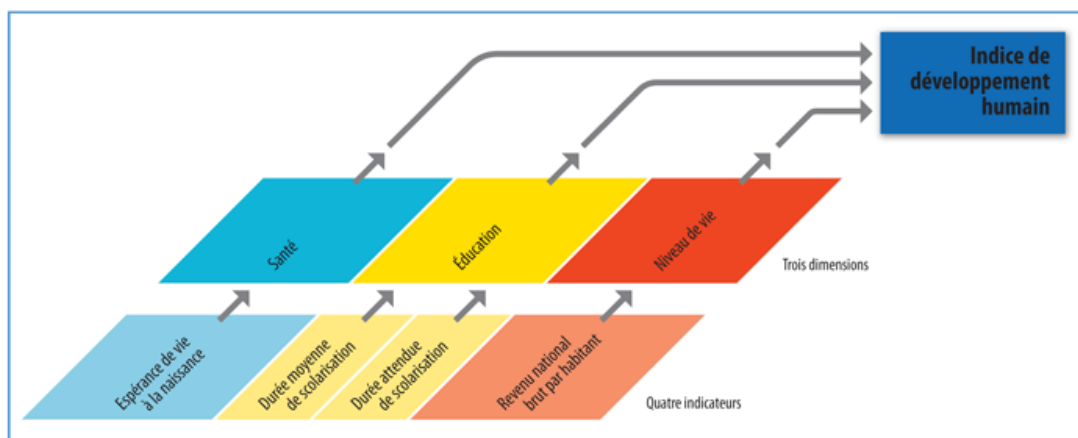 Indice de
développement
humain
Santé
Éducation
Niveau de vie
Trois dimensions
Espérance de vie
à la naissance
Durée moyenne
de scolarisation
Durée attendue
de scolarisation
Revenu national
brut par habitant
Quatre indicateurs